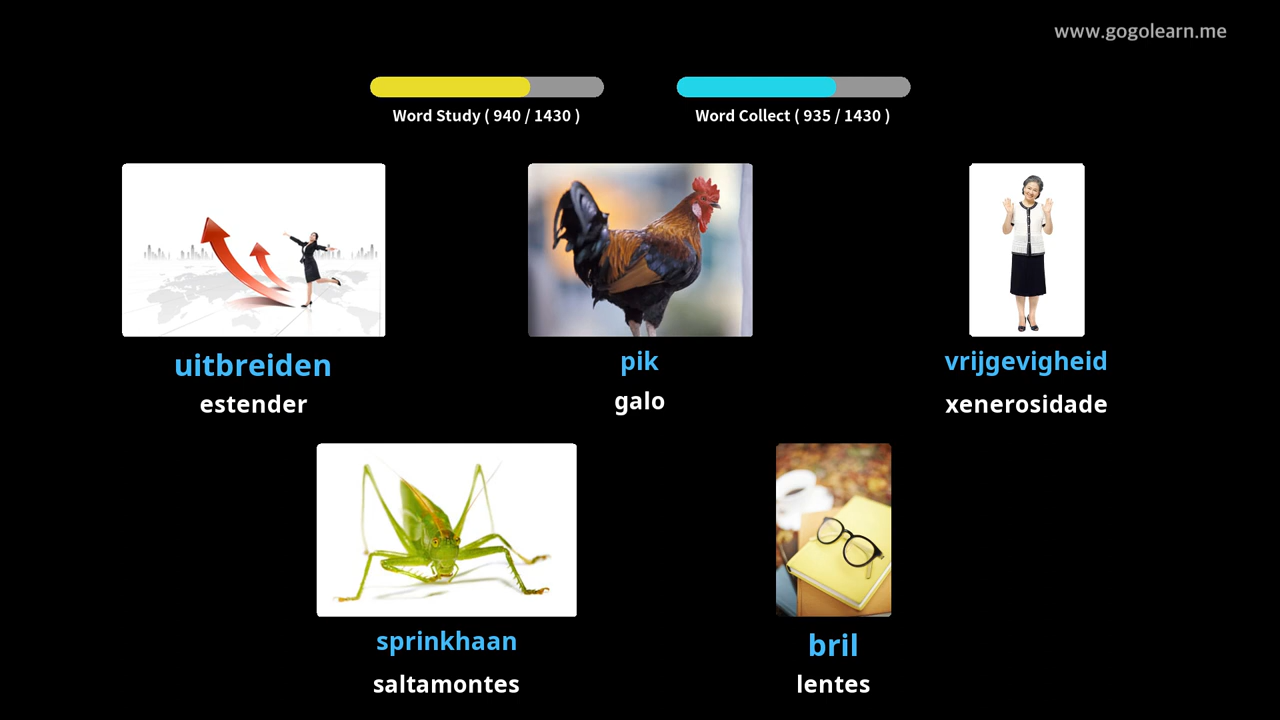 www.gogolearn.me
Word Study ( 940 / 1430 )
Word Collect ( 935 / 1430 )
uitbreiden
estender
pik
galo
vrijgevigheid
xenerosidade
sprinkhaan
saltamontes
bril
lentes